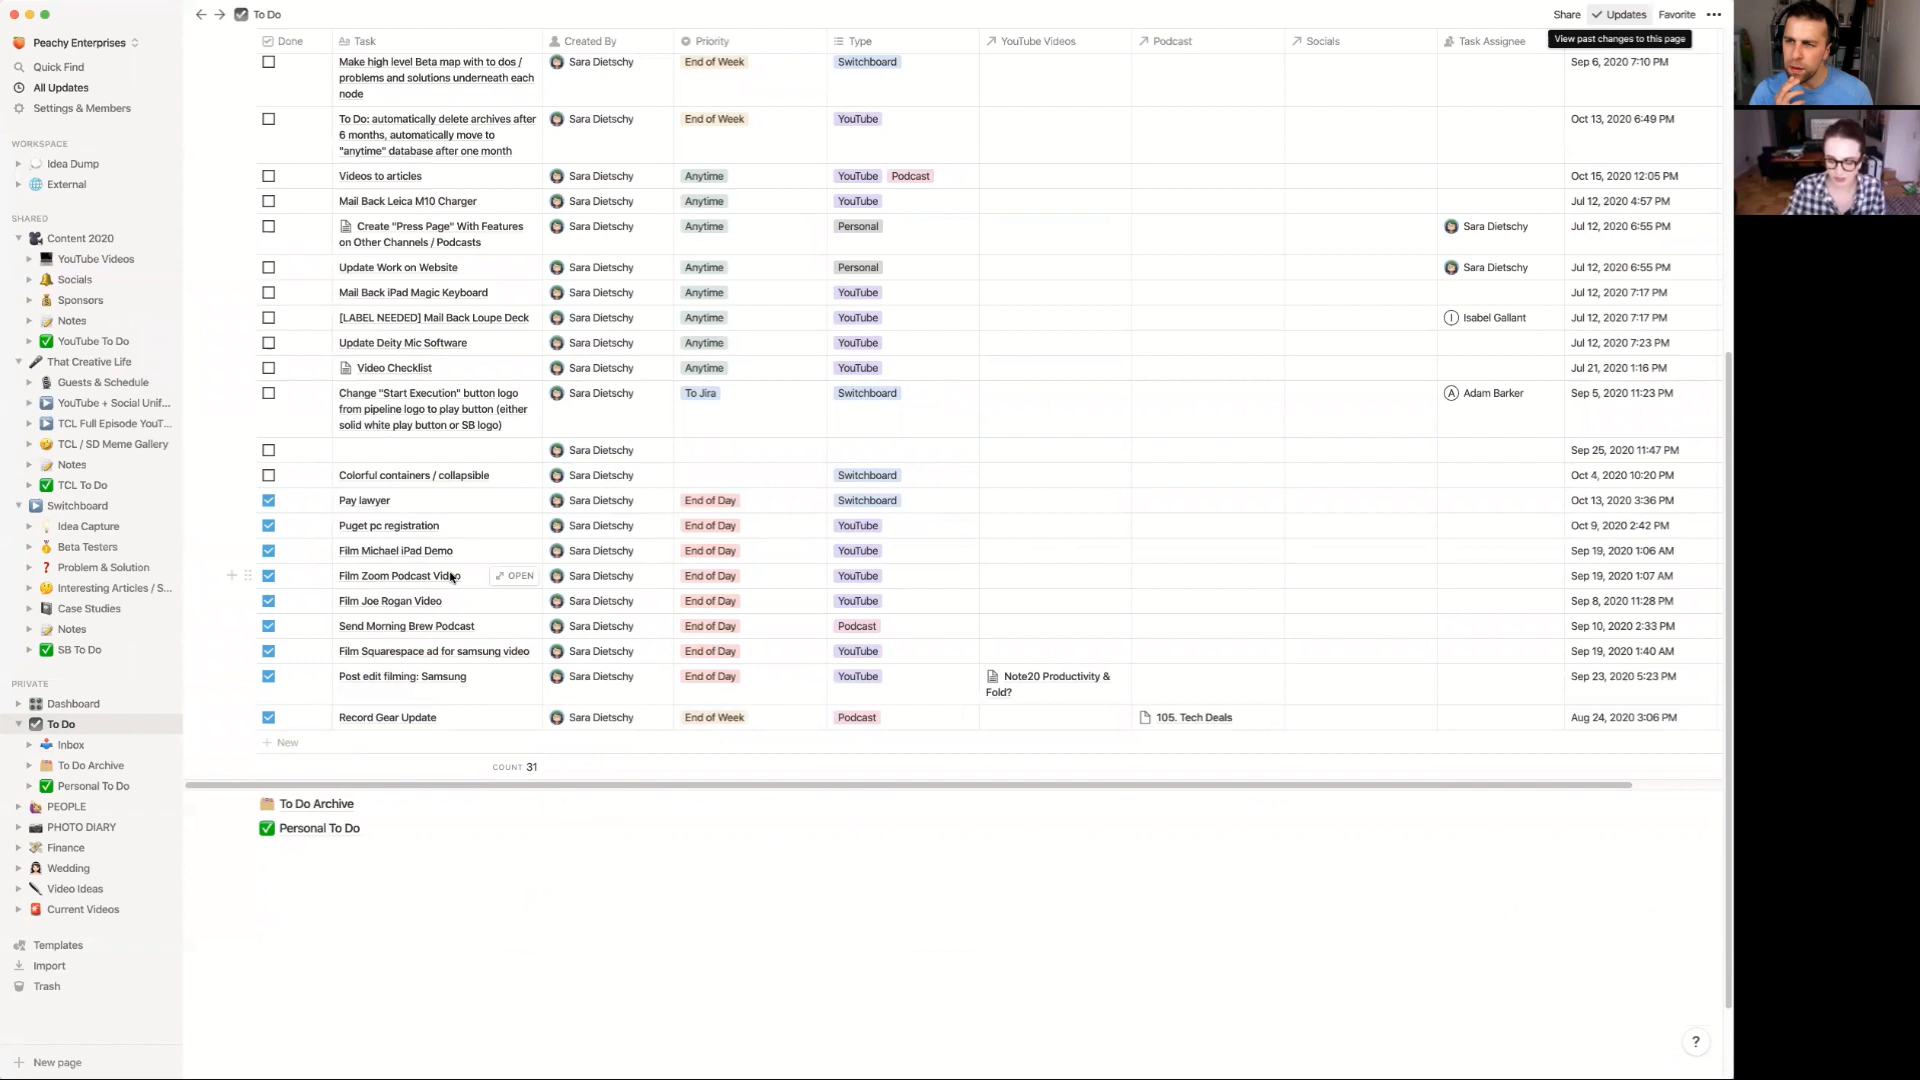 Peachy Enterprises
Quick Find
All Updates
Settings & Members
WORKSPACE
Idea Dump
External
SHARED
Content 2020
YouTube Videos
Socials
Sponsors
Notes
YouTube To Do
That Creative Life
Guests & Schedule
YouTube + Social Unif...
TCL Full Episode YouT...
TCL / SD Meme Gallery
Notes
TCL To Do
Switchboard
Idea Capture
Beta Testers
Problem & Solution
Interesting Articles / S...
Case Studies
Notes
SB To Do
PRIVATE
Dashboard
To Do
Inbox
To Do Archive
Personal To Do
PEOPLE
PHOTO DIARY
Finance
Wedding
Video Ideas
Current Videos
Templates
Import
Trash
+ New page
← → To Do
Share Updates Favorite •••
View past changes to this page
Done Aa Task Created By Priority Type YouTube Videos Podcast Socials Task Assignee
Make high level Beta map with to dos / Sara Dietschy End of Week Switchboard Sep 6, 2020 7:10 PM
problems and solutions underneath each
node
To Do: automatically delete archives after Sara Dietschy End of Week YouTube Oct 13, 2020 6:49 PM
6 months, automatically move to
"anytime" database after one month
Videos to articles Sara Dietschy Anytime YouTube Podcast Oct 15, 2020 12:05 PM
Mail Back Leica M10 Charger Sara Dietschy Anytime YouTube Jul 12, 2020 4:57 PM
Create "Press Page" With Features Sara Dietschy Anytime Personal Sara Dietschy Jul 12, 2020 6:55 PM
on Other Channels / Podcasts
Update Work on Website Sara Dietschy Anytime Personal Sara Dietschy Jul 12, 2020 6:55 PM
Mail Back iPad Magic Keyboard Sara Dietschy Anytime YouTube Jul 12, 2020 7:17 PM
[LABEL NEEDED] Mail Back Loupe Deck Sara Dietschy Anytime YouTube I Isabel Gallant Jul 12, 2020 7:17 PM
Update Deity Mic Software Sara Dietschy Anytime YouTube Jul 12, 2020 7:23 PM
Video Checklist Sara Dietschy Anytime YouTube Jul 21, 2020 1:16 PM
Change "Start Execution" button logo Sara Dietschy To Jira Switchboard A Adam Barker Sep 5, 2020 11:23 PM
from pipeline logo to play button (either
solid white play button or SB logo)
Sara Dietschy Sep 25, 2020 11:47 PM
Colorful containers / collapsible Sara Dietschy Switchboard Oct 4, 2020 10:20 PM
Pay lawyer Sara Dietschy End of Day Switchboard Oct 13, 2020 3:36 PM
Puget pc registration Sara Dietschy End of Day YouTube Oct 9, 2020 2:42 PM
Film Michael iPad Demo Sara Dietschy End of Day YouTube Sep 19, 2020 1:06 AM
Film Zoom Podcast Video OPEN Sara Dietschy End of Day YouTube Sep 19, 2020 1:07 AM
Film Joe Rogan Video Sara Dietschy End of Day YouTube Sep 8, 2020 11:28 PM
Send Morning Brew Podcast Sara Dietschy End of Day Podcast Sep 10, 2020 2:33 PM
Film Squarespace ad for samsung video Sara Dietschy End of Day YouTube Sep 19, 2020 1:40 AM
Post edit filming: Samsung Sara Dietschy End of Day YouTube Note20 Productivity & Sep 23, 2020 5:23 PM
Fold?
Record Gear Update Sara Dietschy End of Week Podcast 105. Tech Deals Aug 24, 2020 3:06 PM
+ New
COUNT 31
To Do Archive
Personal To Do
?